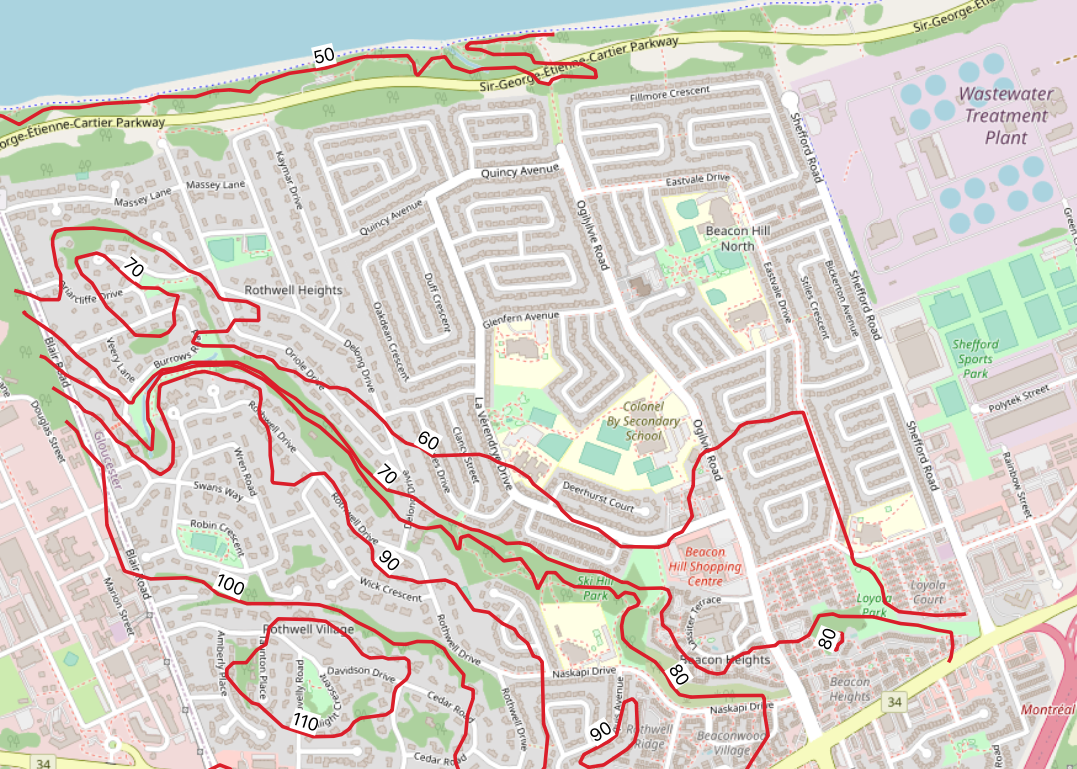 50
Sir-George-Étienne-Cartier Parkway
Sir-George-Étienne-Cartier Parkway
Wastewater
Treatment
Plant
Fillmore Crescent
Shefford Road
Massey Lane
Massey Lane
Kaymar Drive
Quincy Avenue
Quincy Avenue
Eastvale Drive
Ogilvie Road
Beacon Hill
North
70
Briarcliffe Drive
Rothwell Heights
Duff Crescent
Oakdean Crescent
Eastvale Drive
Stiles Crescent
Bickerton Avenue
Shefford Road
Glenfern Avenue
Blair Road
Veery Lane
Burrows
Oriole Drive
Delong Drive
Shefford
Sports
Park
Polytek Street
Douglas Street
Gloucester
Rothwell Drive
La Vérendrye Drive
Colonel
By Secondary
School
60
Ogilvie Road
Shefford Road
Clancy Street
70
Wren Road
Swans Way
Rothwell Drive
Deerhurst Court
Rainbow Street
Robin Crescent
90
Blair Road
Marion Street
100
Wick Crescent
Beacon
Hill Shopping
Centre
Ski Hill
Park
Loyola
Court
Loyola
Park
Lassiter Terrace
Rothwell Village
Rothwell Drive
80
Beacon Heights
Amberly Place
Davidson Drive
Naskapi Drive
80
Beacon
Heights
34
Montréal
Cedar Road
110
Rothwell Drive
90
Naskapi Drive
Rothwell
Ridge
Beaconwood
Village
34
Cedar Road